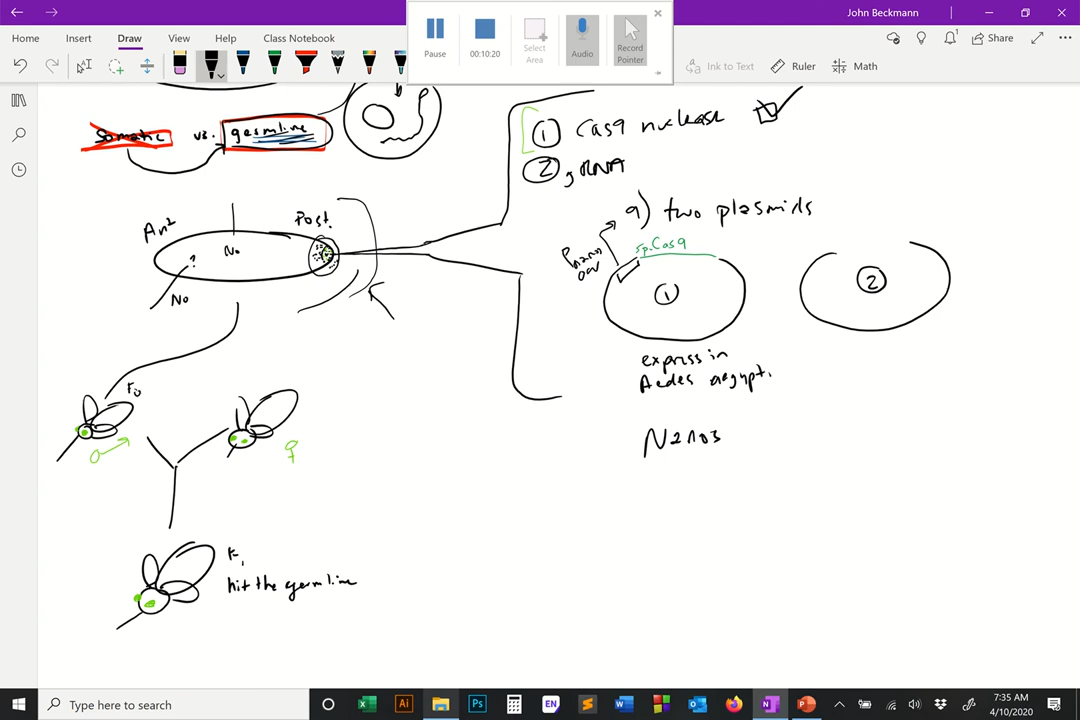 John Beckmann
Home Insert Draw View Help Class Notebook
Share
Pause
00:10:20
Select Area
Audio
Record Pointer
Ink to Text
Ruler
Math
Somatic vs. germline
b p
① Cas9 nuclease
② gRNA
a) two plasmids
Ant
Post.
No
?
No
Pnanos
sp.Cas9
①
②
express in
Aedes aegypti
Nanos
F0
♂
♀
F1
hit the germline
Type here to search
EN
7:35 AM
4/10/2020